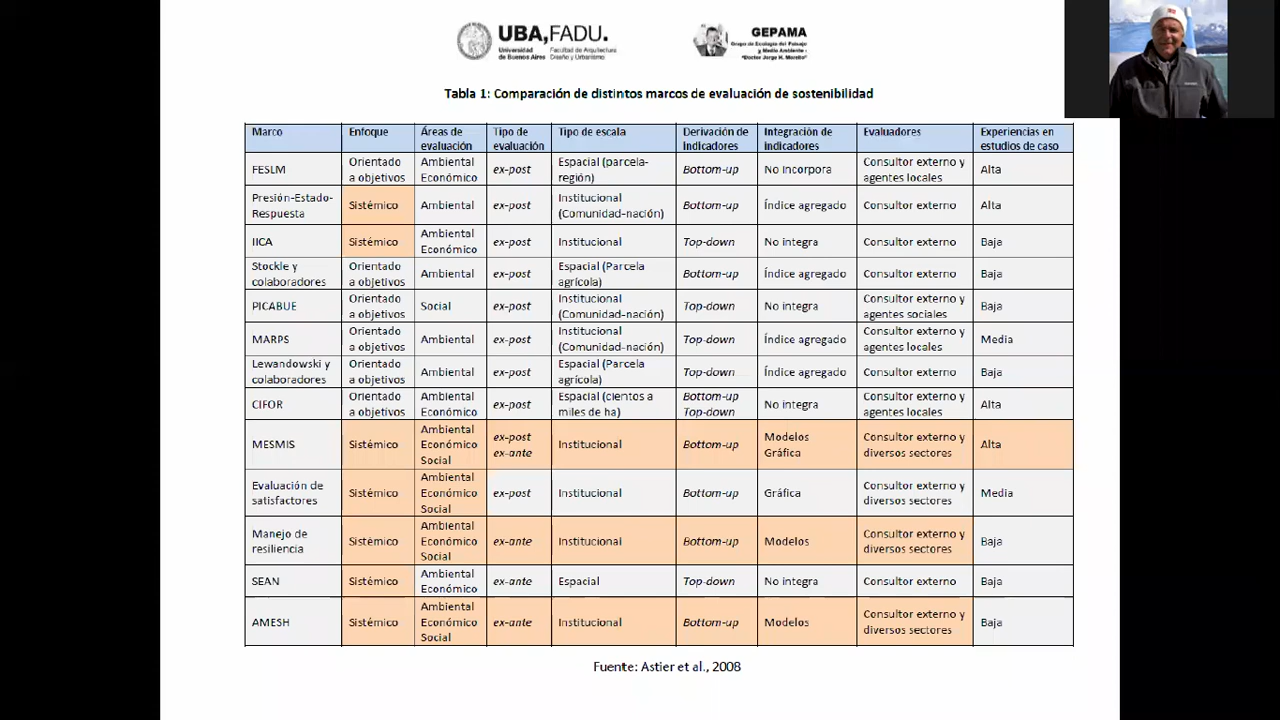 UBA,FADU.
Universidad de Buenos Aires
Facultad de Arquitectura Diseño y Urbanismo
GEPAMA
Grupo de Ecología del Paisaje
y Medio Ambiente -
"Doctor Jorge H. Morello"
Tabla 1: Comparación de distintos marcos de evaluación de sostenibilidad
Marco Enfoque Áreas de evaluación Tipo de evaluación Tipo de escala Derivación de indicadores Integración de indicadores Evaluadores Experiencias en estudios de caso
FESLM Orientado a objetivos Ambiental Económico ex-post Espacial (parcela-región) Bottom-up No incorpora Consultor externo y agentes locales Alta
Presión-Estado-Respuesta Sistémico Ambiental ex-post Institucional (Comunidad-nación) Bottom-up Índice agregado Consultor externo Alta
IICA Sistémico Ambiental Económico ex-post Institucional Top-down No integra Consultor externo Baja
Stockle y colaboradores Orientado a objetivos Ambiental ex-post Espacial (Parcela agrícola) Bottom-up Índice agregado Consultor externo Baja
PICABUE Orientado a objetivos Social ex-post Institucional (Comunidad-nación) Top-down No integra Consultor externo y agentes sociales Baja
MARPS Orientado a objetivos Ambiental ex-post Institucional (Comunidad-nación) Top-down Índice agregado Consultor externo y agentes locales Media
Lewandowski y colaboradores Orientado a objetivos Ambiental ex-post Espacial (Parcela agrícola) Top-down Índice agregado Consultor externo Baja
CIFOR Orientado a objetivos Ambiental Económico ex-post Espacial (cientos a miles de ha) Bottom-up Top-down No integra Consultor externo y agentes locales Alta
MESMIS Sistémico Ambiental Económico Social ex-post ex-ante Institucional Bottom-up Modelos Gráfica Consultor externo y diversos sectores Alta
Evaluación de satisfactores Sistémico Ambiental Económico Social ex-post Institucional Bottom-up Gráfica Consultor externo y diversos sectores Media
Manejo de resiliencia Sistémico Ambiental Económico Social ex-ante Institucional Bottom-up Modelos Consultor externo y diversos sectores Baja
SEAN Sistémico Ambiental Económico ex-ante Espacial Top-down No integra Consultor externo Baja
AMESH Sistémico Ambiental Económico Social ex-ante Institucional Bottom-up Modelos Consultor externo y diversos sectores Baja
Fuente: Astier et al., 2008